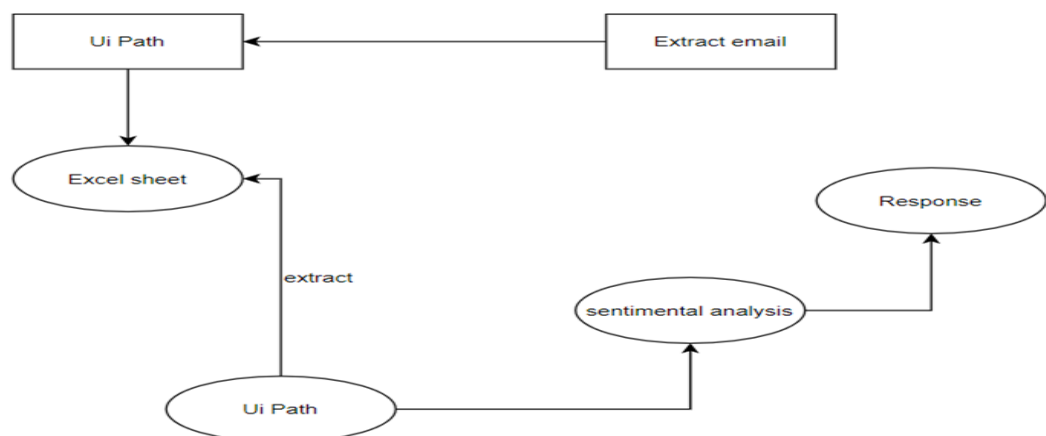 Ui Path
Extract email
Excel sheet
Response
extract
sentimental analysis
Ui Path